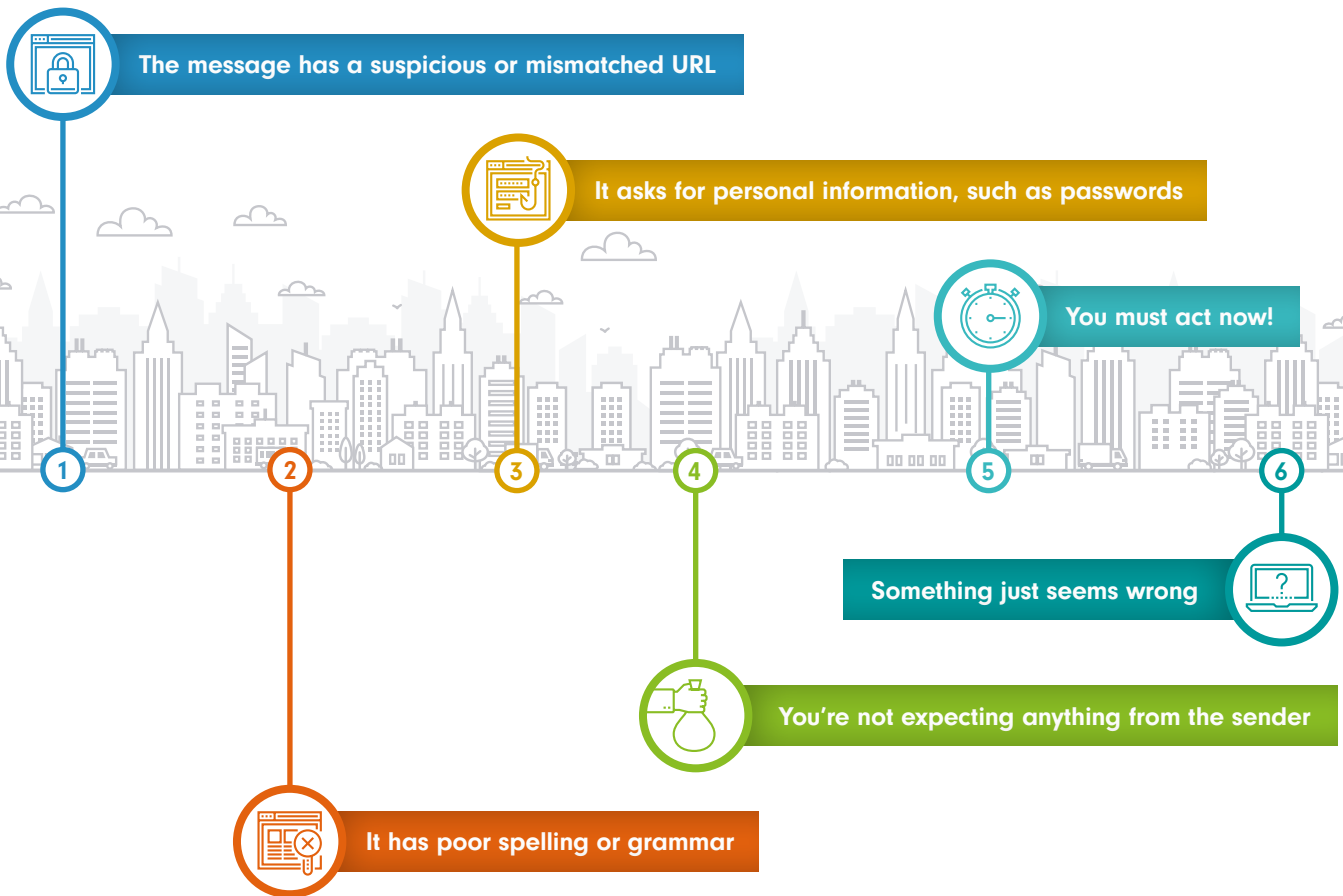 The message has a suspicious or mismatched URL
It asks for personal information, such as passwords
You must act now!
1
2
3
4
5
6
?
Something just seems wrong
You're not expecting anything from the sender
It has poor spelling or grammar